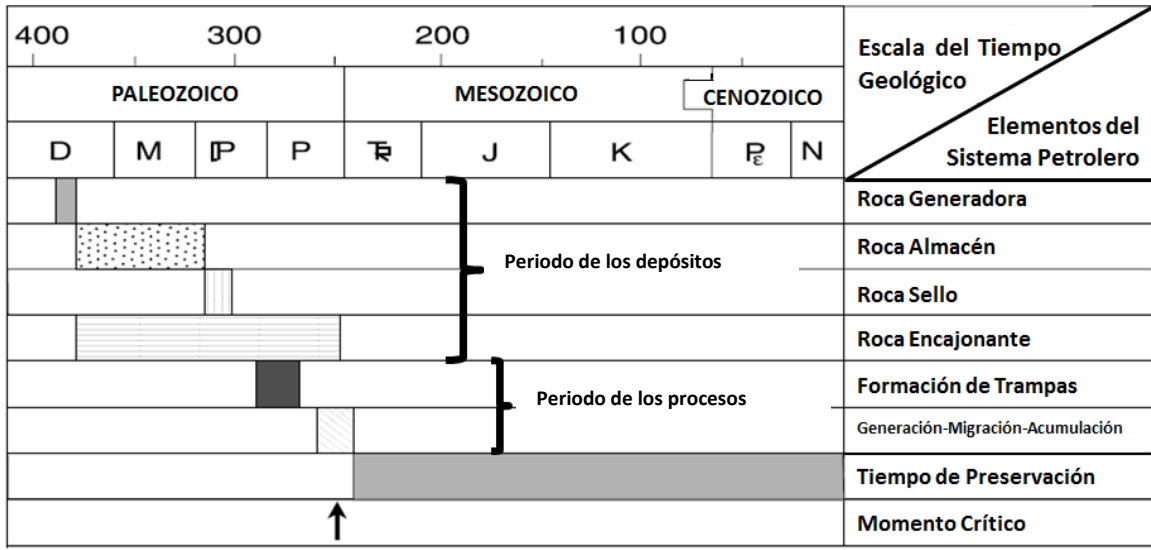 400 300 200 100
Escala del Tiempo
Geológico
Elementos del
Sistema Petrolero
PALEOZOICO MESOZOICO CENOZOICO
D M P P TR J K Pε N
Roca Generadora
Roca Almacén
Periodo de los depósitos
Roca Sello
Roca Encajonante
Formación de Trampas
Periodo de los procesos
Generación-Migración-Acumulación
Tiempo de Preservación
Momento Crítico